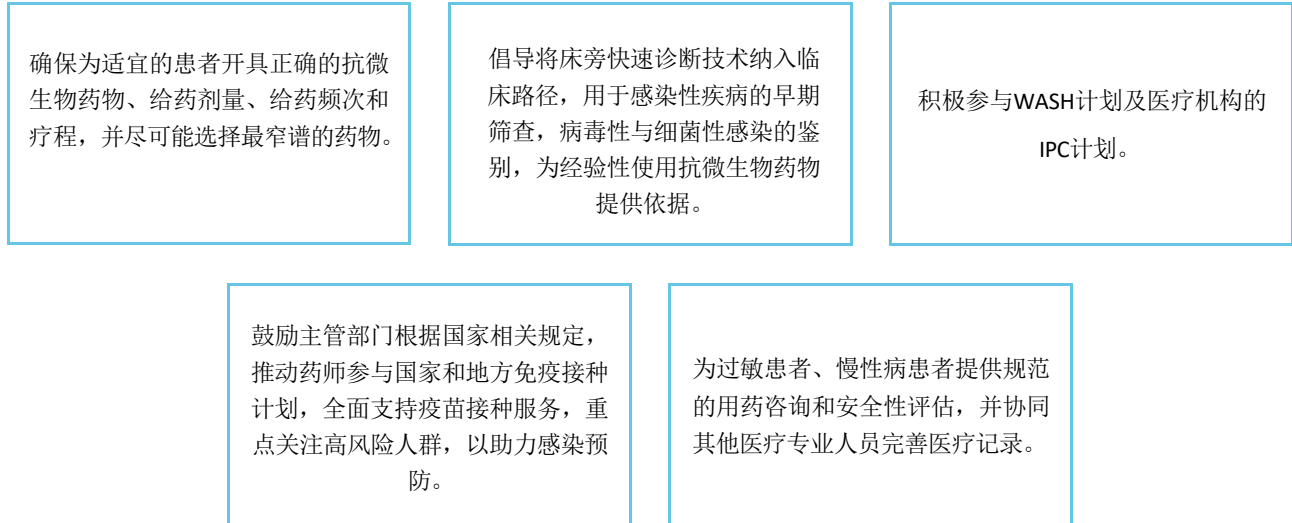 确保为适宜的患者开具正确的抗微
生物药物、给药剂量、给药频次和
疗程，并尽可能选择最窄谱的药物。
倡导将床旁快速诊断技术纳入临
床路径，用于感染性疾病的早期
筛查，病毒性与细菌性感染的鉴
别，为经验性使用抗微生物药物
提供依据。
积极参与WASH计划及医疗机构的
IPC计划。
鼓励主管部门根据国家相关规定，
推动药师参与国家和地方免疫接种
计划，全面支持疫苗接种服务，重
点关注高风险人群，以助力感染预
防。
为过敏患者、慢性病患者提供规范
的用药咨询和安全性评估，并协同
其他医疗专业人员完善医疗记录。